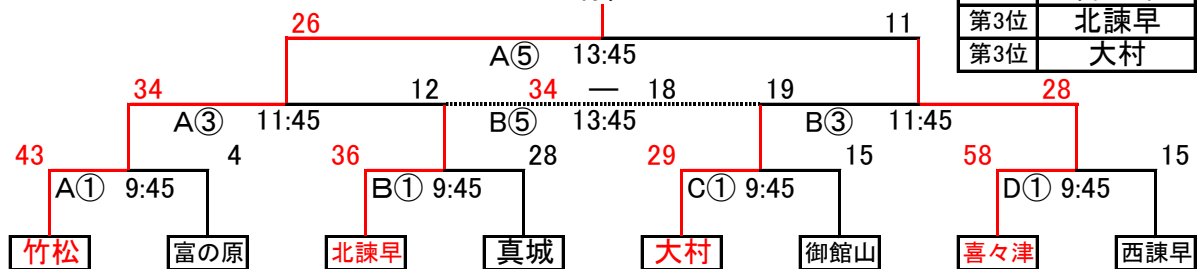 26
11
第3位 北諫早
A⑤ 13:45
第3位 大村
34
12
34 — 18
19
28
A③ 11:45
B⑤ 13:45
B③ 11:45
43
4
36
28
29
15
58
15
A① 9:45
B① 9:45
C① 9:45
D① 9:45
竹松
富の原
北諫早
真城
大村
御館山
喜々津
西諫早